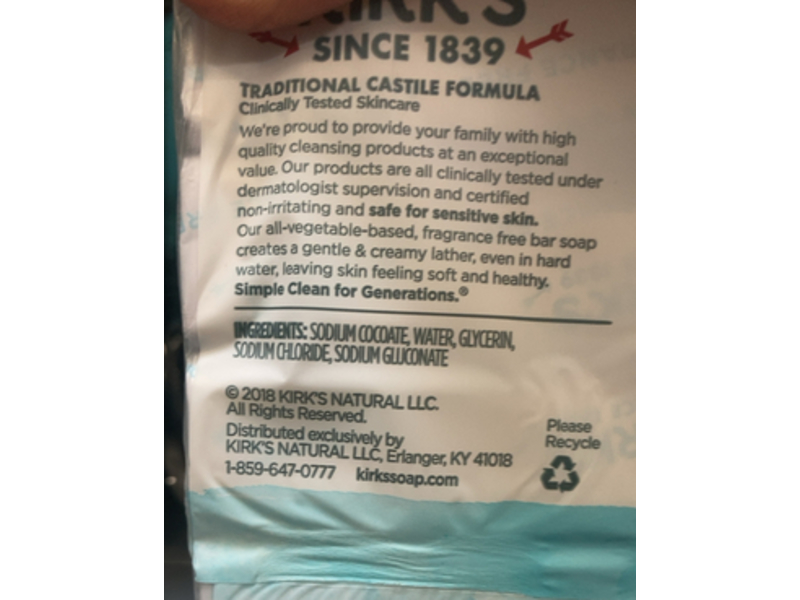 KIRK'S
SINCE 1839
TRADITIONAL CASTILE FORMULA
Clinically Tested Skincare
We're proud to provide your family with high
quality cleansing products at an exceptional
value. Our products are all clinically tested under
dermatologist supervision and certified
non-irritating and safe for sensitive skin.
Our all-vegetable-based, fragrance free bar soap
creates a gentle & creamy lather, even in hard
water, leaving skin feeling soft and healthy.
Simple Clean for Generations.®
INGREDIENTS: SODIUM COCOATE, WATER, GLYCERIN,
SODIUM CHLORIDE, SODIUM GLUCONATE
© 2018 KIRK'S NATURAL LLC.
All Rights Reserved.
Distributed exclusively by
KIRK'S NATURAL LLC, Erlanger, KY 41018
1-859-647-0777 kirkssoap.com
Please
Recycle